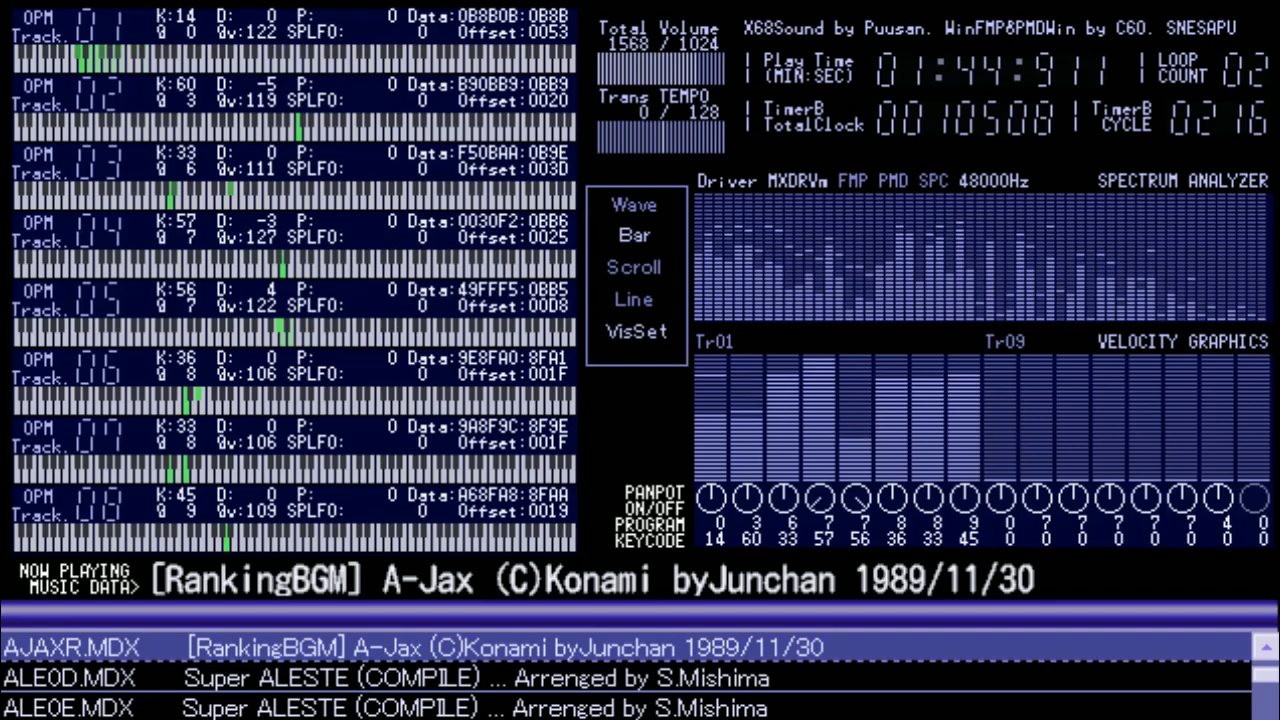 OPM Track. 01 K:14 D: 0 P: 0 Data:0B8B0B:0B8B
@ 0 @v:122 SPLFO: 0 Offset:0053
OPM Track. 02 K:60 D: -5 P: 0 Data:B90BB9:0BB9
@ 3 @v:119 SPLFO: 0 Offset:0020
OPM Track. 03 K:33 D: 0 P: 0 Data:F50BAA:0B9E
@ 6 @v:111 SPLFO: 0 Offset:003D
OPM Track. 04 K:57 D: -3 P: 0 Data:0030F2:0BB6
@ 7 @v:127 SPLFO: 0 Offset:0025
OPM Track. 05 K:56 D: 4 P: 0 Data:49FFF5:0BB5
@ 7 @v:122 SPLFO: 0 Offset:00D8
OPM Track. 06 K:36 D: 0 P: 0 Data:9E8FA0:8FA1
@ 8 @v:106 SPLFO: 0 Offset:001F
OPM Track. 07 K:33 D: 0 P: 0 Data:9A8F9C:8F9E
@ 8 @v:106 SPLFO: 0 Offset:001F
OPM Track. 08 K:45 D: 0 P: 0 Data:A68FA8:8FAA
@ 9 @v:109 SPLFO: 0 Offset:0019
Total Volume
1568 / 1024
Trans TEMPO
0 / 128
X68Sound by Puusan. WinFMP&PMDWin by C60. SNESAPU
Play Time (MIN:SEC) 01:44:911 LOOP COUNT 02
TimerB TotalClock 0010508 TimerB CYCLE 0216
Driver MXDRVm FMP PMD SPC 48000Hz SPECTRUM ANALYZER
Wave
Bar
Scroll
Line
VisSet
Tr01 Tr09 VELOCITY GRAPHICS
PANPOT
ON/OFF
PROGRAM 0 3 6 7 7 8 8 9 0 7 7 7 7 7 4 0
KEYCODE 14 60 33 57 56 36 33 45 0 0 0 0 0 0 0 0
NOW PLAYING MUSIC DATA> [RankingBGM] A-Jax (C)Konami byJunchan 1989/11/30
AJAXR.MDX [RankingBGM] A-Jax (C)Konami byJunchan 1989/11/30
ALE0D.MDX Super ALESTE (COMPILE) ... Arranged by S.Mishima
ALE0E.MDX Super ALESTE (COMPILE) ... Arranged by S.Mishima